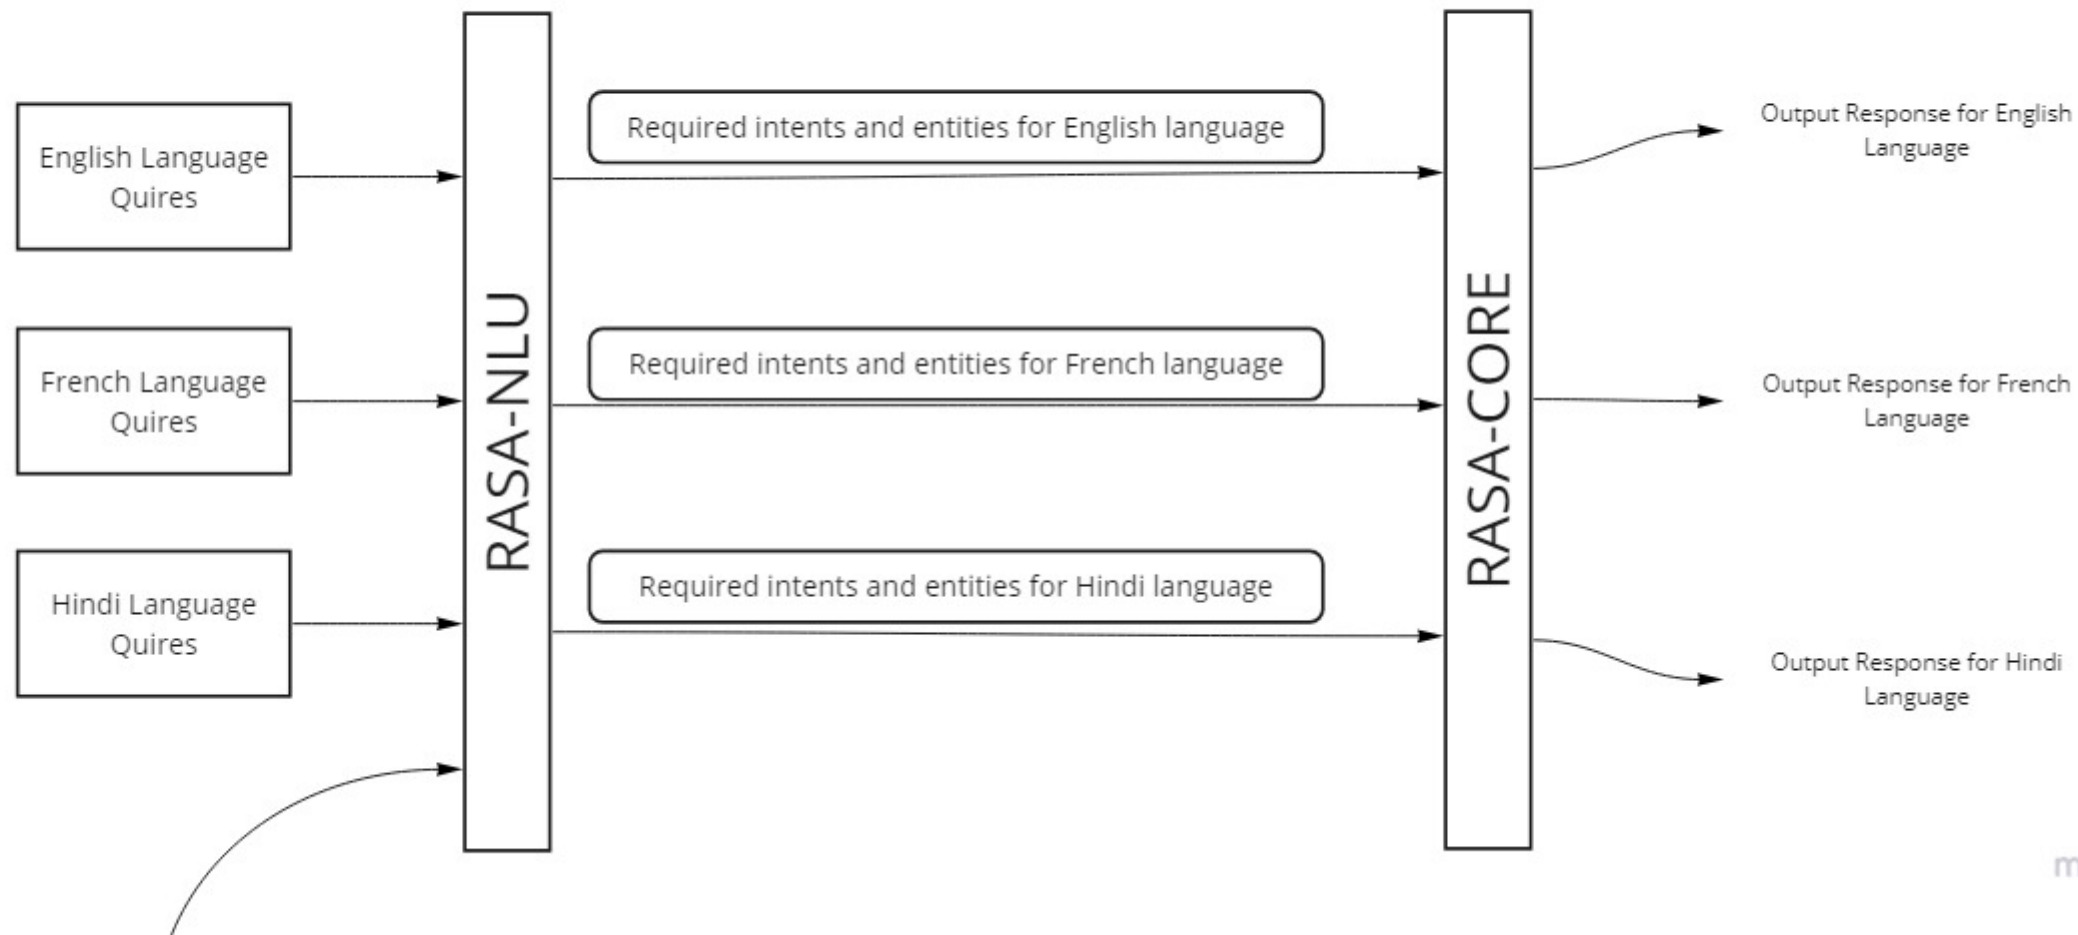 English Language
Quires
French Language
Quires
Hindi Language
Quires
RASA-NLU
Required intents and entities for English language
Required intents and entities for French language
Required intents and entities for Hindi language
RASA-CORE
Output Response for English
Language
Output Response for French
Language
Output Response for Hindi
Language